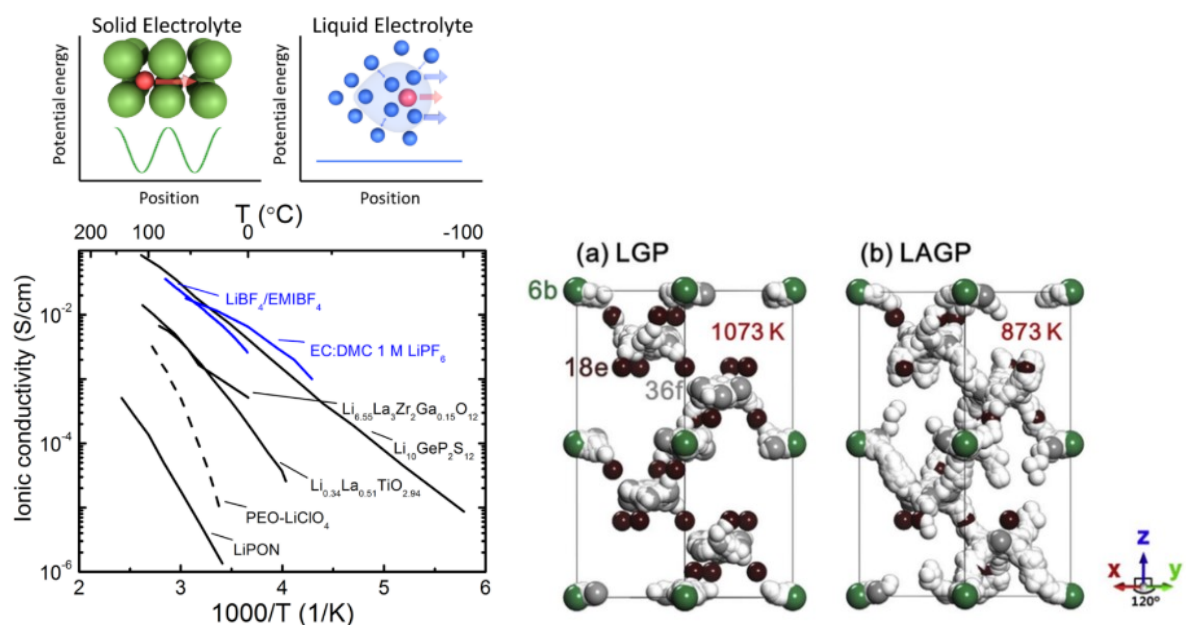 Solid Electrolyte
Potential energy
Position
Liquid Electrolyte
Potential energy
Position
T (°C)
200 100 0 -100
Ionic conductivity (S/cm)
10⁻²
10⁻⁴
10⁻⁶
LiBF₄/EMIBF₄
EC:DMC 1 M LiPF₆
Li₆.₅₅La₃Zr₂Ga₀.₁₅O₁₂
Li₁₀GeP₂S₁₂
Li₀.₃₄La₀.₅₁TiO₂.₉₄
PEO-LiClO₄
LiPON
2 3 4 5 6
1000/T (1/K)
(a) LGP
6b
1073 K
18e
36f
(b) LAGP
873 K
z
x y
120°